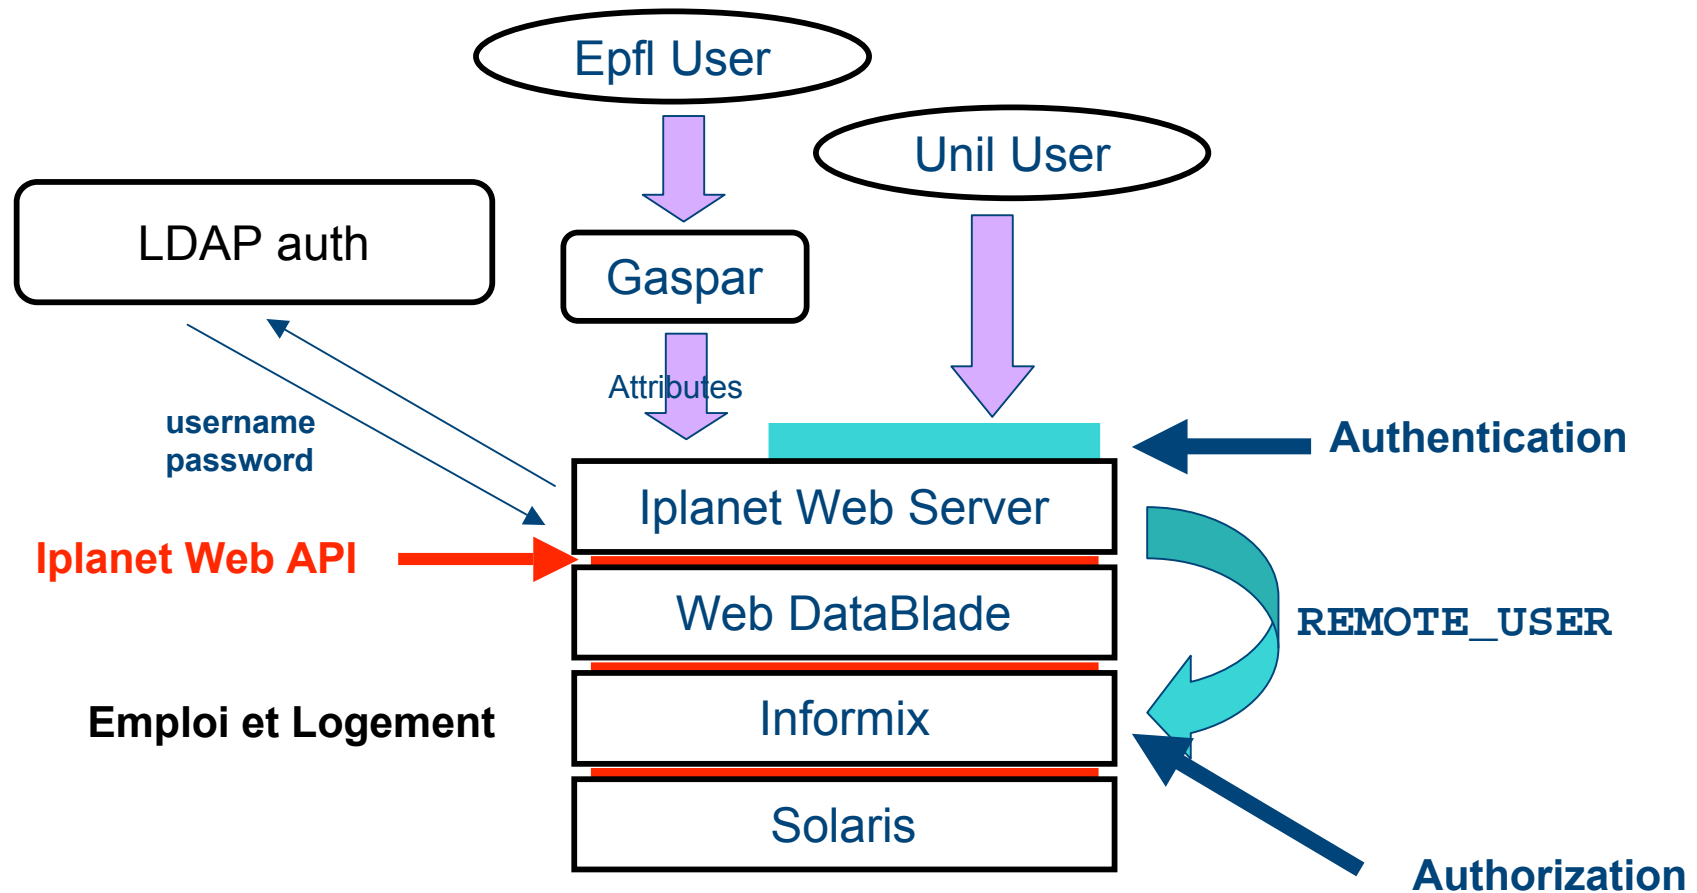 Epfl User
Unil User
LDAP auth
Gaspar
Attributes
username
password
Authentication
Iplanet Web Server
Iplanet Web API
Web DataBlade
REMOTE_USER
Emploi et Logement
Informix
Solaris
Authorization